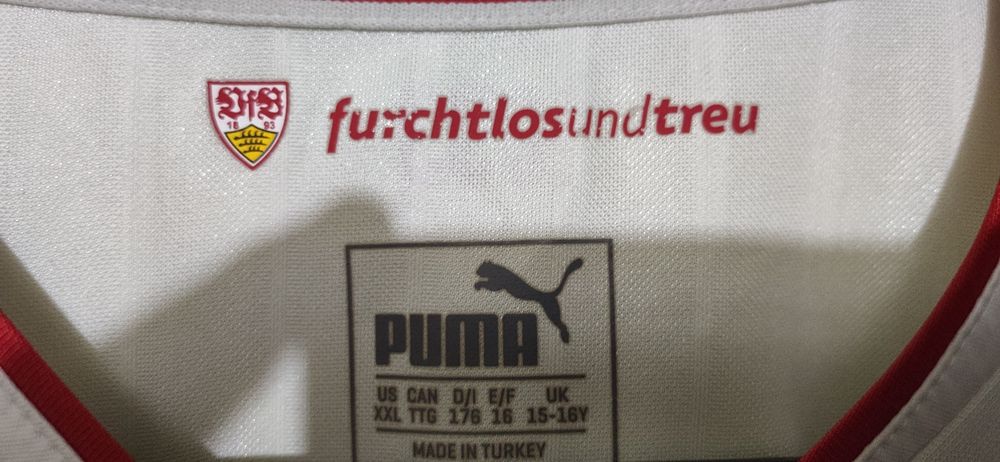 VfB
18 93
furchtlosundtreu
PUMA
US CAN D/I E/F UK
XXL TTG 176 16 15-16Y
MADE IN TURKEY